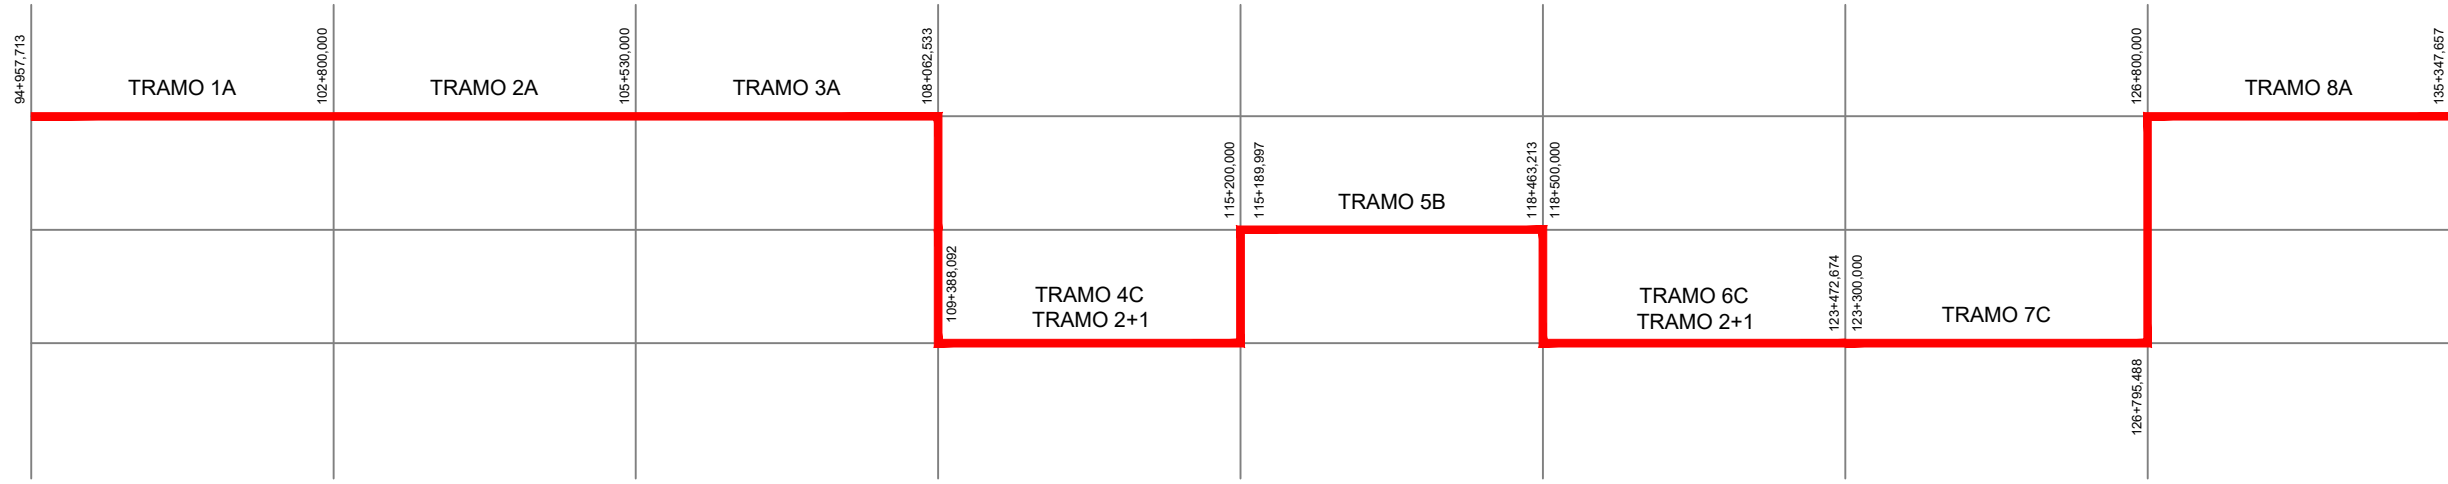 94+957,713
TRAMO 1A
102+800,000
TRAMO 2A
105+530,000
TRAMO 3A
108+062,533
109+388,092
TRAMO 4C
TRAMO 2+1
115+200,000
115+189,997
TRAMO 5B
118+463,213
118+500,000
TRAMO 6C
TRAMO 2+1
123+472,674
123+300,000
TRAMO 7C
126+800,000
126+795,488
TRAMO 8A
135+347,657